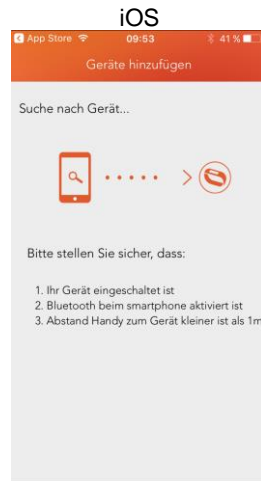 iOS
App Store 09:53 41 %
Geräte hinzufügen
Suche nach Gerät...
Bitte stellen Sie sicher, dass:
1. Ihr Gerät eingeschaltet ist
2. Bluetooth beim smartphone aktiviert ist
3. Abstand Handy zum Gerät kleiner ist als 1m